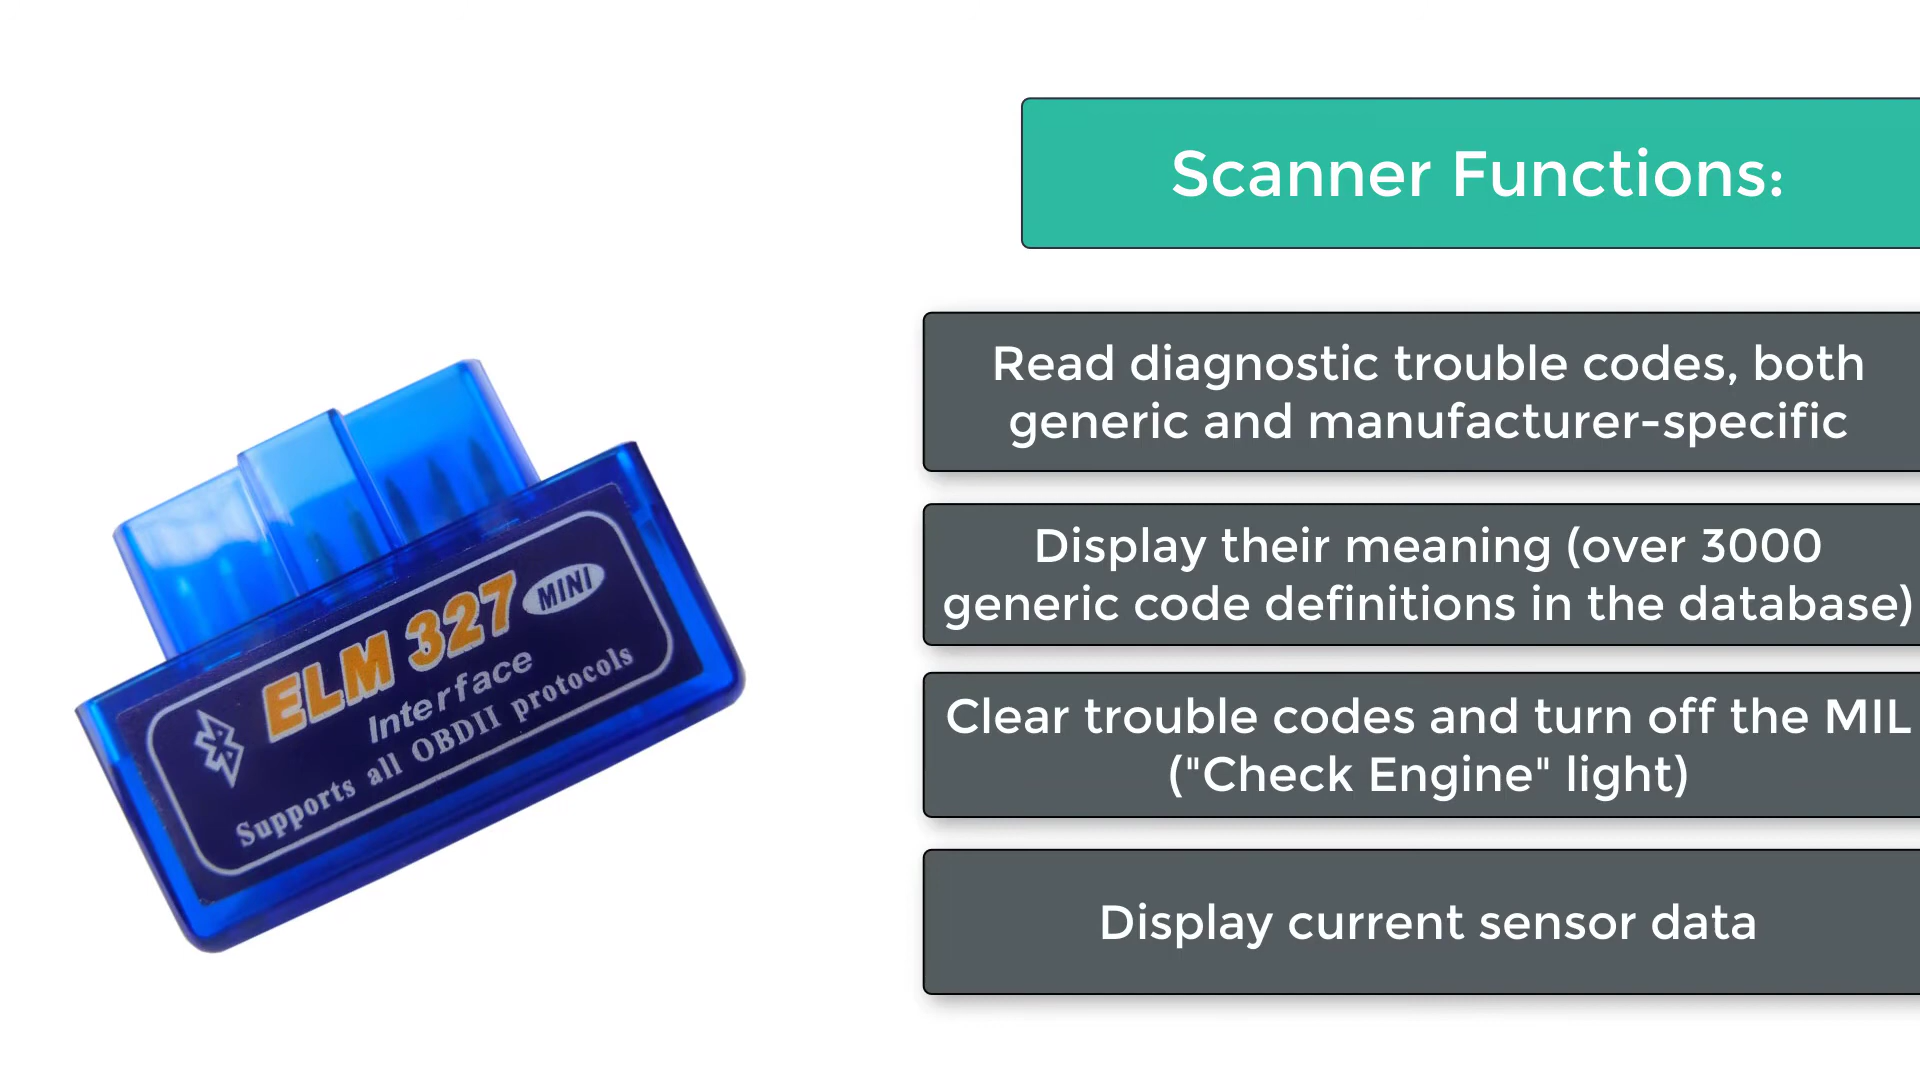 Scanner Functions:
Read diagnostic trouble codes, both
generic and manufacturer-specific
Display their meaning (over 3000
generic code definitions in the database)
Clear trouble codes and turn off the MIL
("Check Engine" light)
Display current sensor data
ELM 327 MINI
Interface
Supports all OBDII protocols